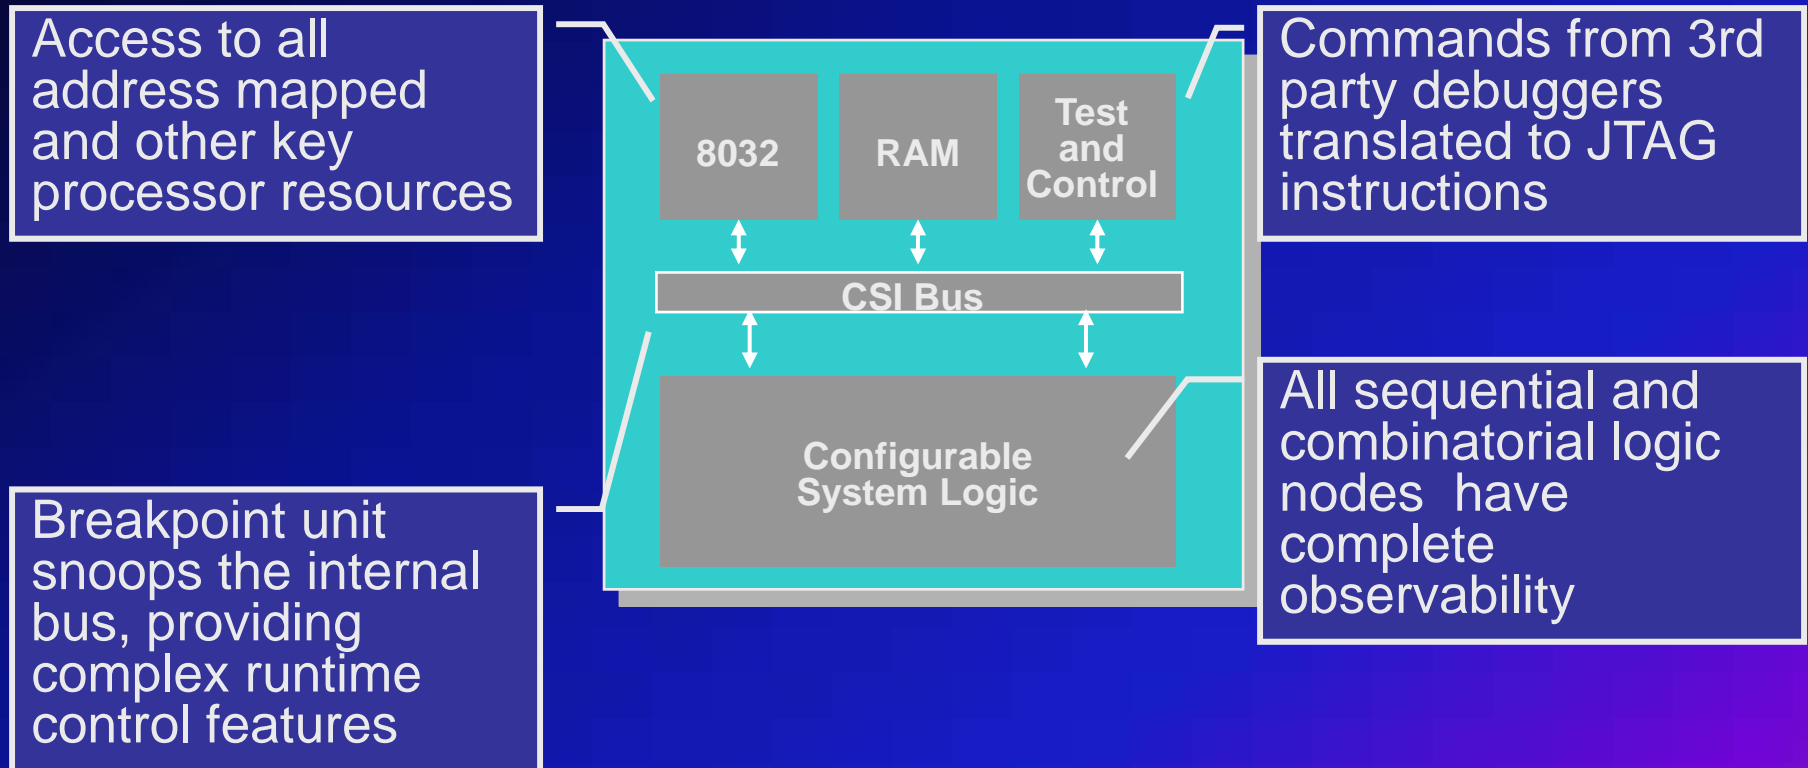 Access to all
address mapped
and other key
processor resources
8032
RAM
Test
and
Control
Commands from 3rd
party debuggers
translated to JTAG
instructions
CSI Bus
Configurable
System Logic
All sequential and
combinatorial logic
nodes  have
complete
observability
Breakpoint unit
snoops the internal
bus, providing
complex runtime
control features